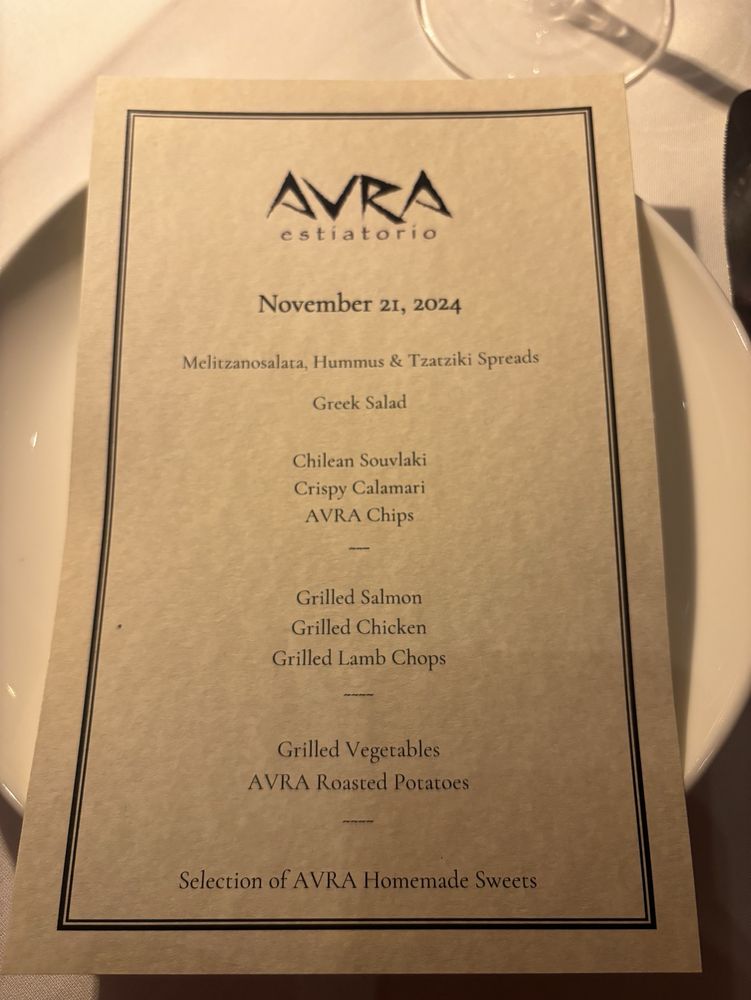 AVRA
estiatorio
November 21, 2024
Melitzanosalata, Hummus & Tzatziki Spreads
Greek Salad
Chilean Souvlaki
Crispy Calamari
AVRA Chips
~~~
Grilled Salmon
Grilled Chicken
Grilled Lamb Chops
~~~~
Grilled Vegetables
AVRA Roasted Potatoes
~~~~
Selection of AVRA Homemade Sweets